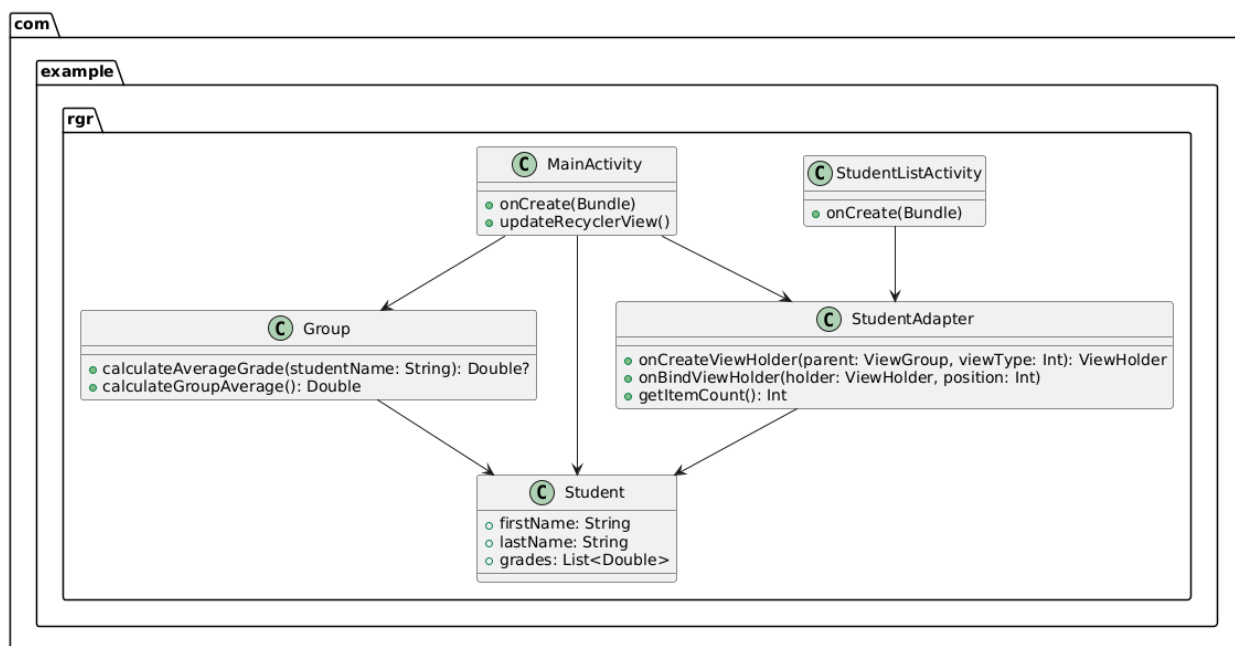 com
example
rgr
C MainActivity
onCreate(Bundle)
updateRecyclerView()
C StudentListActivity
onCreate(Bundle)
C Group
calculateAverageGrade(studentName: String): Double?
calculateGroupAverage(): Double
C StudentAdapter
onCreateViewHolder(parent: ViewGroup, viewType: Int): ViewHolder
onBindViewHolder(holder: ViewHolder, position: Int)
getItemCount(): Int
C Student
firstName: String
lastName: String
grades: List<Double>